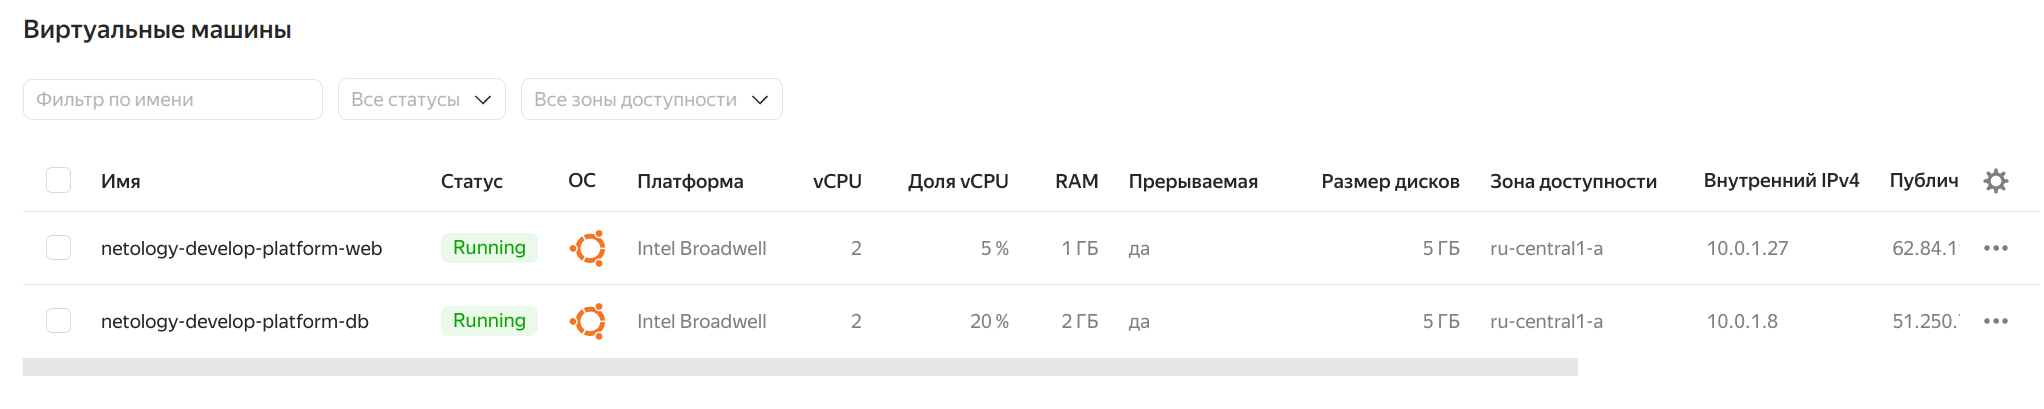 Виртуальные машины
Фильтр по имени Все статусы Все зоны доступности
Имя Статус ОС Платформа vCPU Доля vCPU RAM Прерываемая Размер дисков Зона доступности Внутренний IPv4 Публич
netology-develop-platform-web Running Intel Broadwell 2 5 % 1 ГБ да 5 ГБ ru-central1-a 10.0.1.27 62.84.1
netology-develop-platform-db Running Intel Broadwell 2 20 % 2 ГБ да 5 ГБ ru-central1-a 10.0.1.8 51.250.